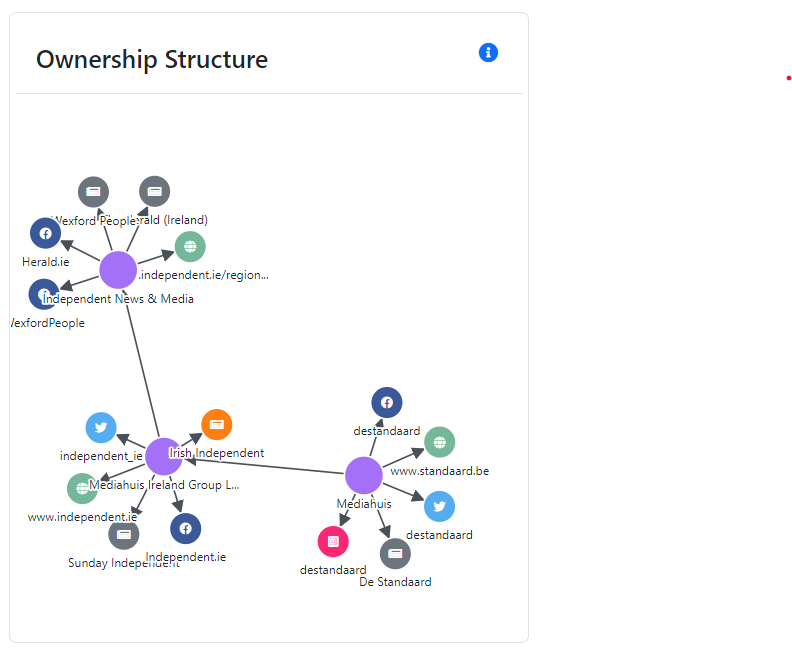 Ownership Structure
Wexford People
erald (Ireland)
Herald.ie
.independent.ie/region...
Independent News & Media
WexfordPeople
destandaard
independent_ie
Irish Independent
www.standaard.be
Mediahuis Ireland Group L...
Mediahuis
www.independent.ie
destandaard
Sunday Independent
Independent.ie
destandaard
De Standaard